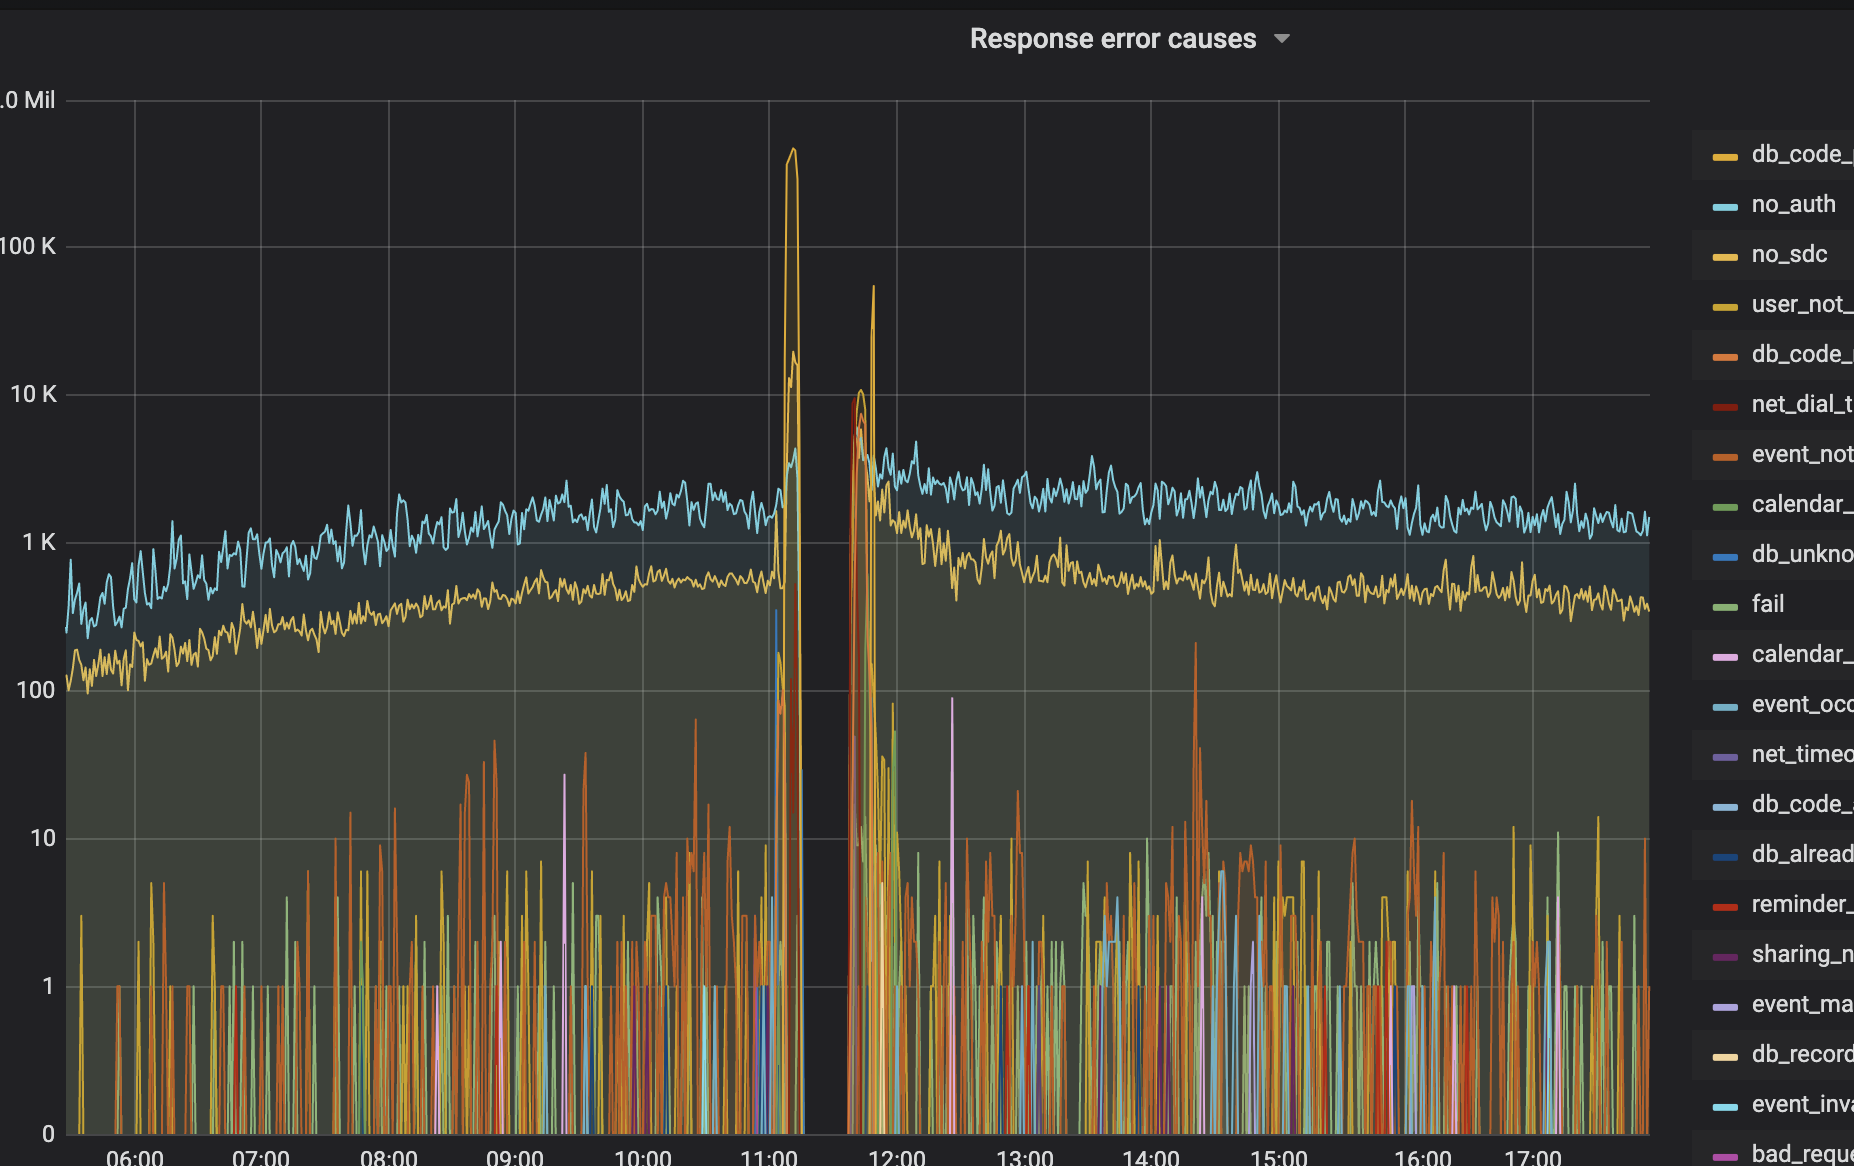 Response error causes
.0 Mil
100 K
10 K
1 K
100
10
1
0
06:00 07:00 08:00 09:00 10:00 11:00 12:00 13:00 14:00 15:00 16:00 17:00
db_code_
no_auth
no_sdc
user_not_
db_code_
net_dial_t
event_not
calendar_
db_unkno
fail
calendar_
event_occ
net_timeo
db_code_
db_alread
reminder_
sharing_n
event_ma
db_record
event_inva
bad_reque